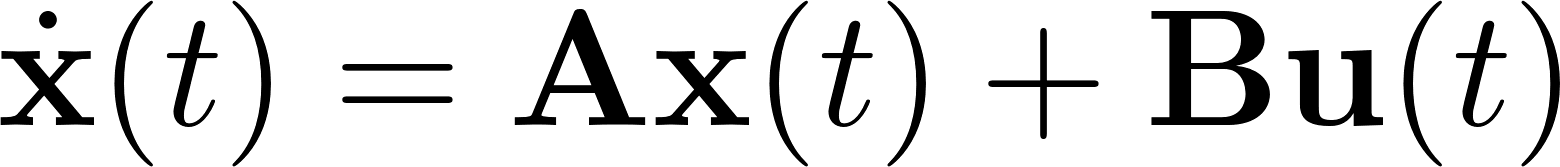 ẋ(t) = Ax(t) + Bu(t)